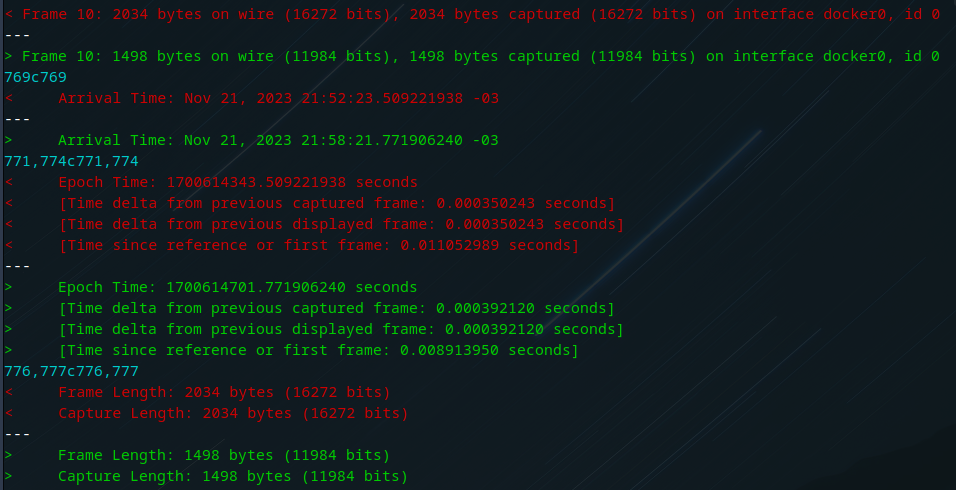 < Frame 10: 2034 bytes on wire (16272 bits), 2034 bytes captured (16272 bits) on interface docker0, id 0
---
> Frame 10: 1498 bytes on wire (11984 bits), 1498 bytes captured (11984 bits) on interface docker0, id 0
769c769
<     Arrival Time: Nov 21, 2023 21:52:23.509221938 -03
---
>     Arrival Time: Nov 21, 2023 21:58:21.771906240 -03
771,774c771,774
<     Epoch Time: 1700614343.509221938 seconds
<     [Time delta from previous captured frame: 0.000350243 seconds]
<     [Time delta from previous displayed frame: 0.000350243 seconds]
<     [Time since reference or first frame: 0.011052989 seconds]
---
>     Epoch Time: 1700614701.771906240 seconds
>     [Time delta from previous captured frame: 0.000392120 seconds]
>     [Time delta from previous displayed frame: 0.000392120 seconds]
>     [Time since reference or first frame: 0.008913950 seconds]
776,777c776,777
<     Frame Length: 2034 bytes (16272 bits)
<     Capture Length: 2034 bytes (16272 bits)
---
>     Frame Length: 1498 bytes (11984 bits)
>     Capture Length: 1498 bytes (11984 bits)